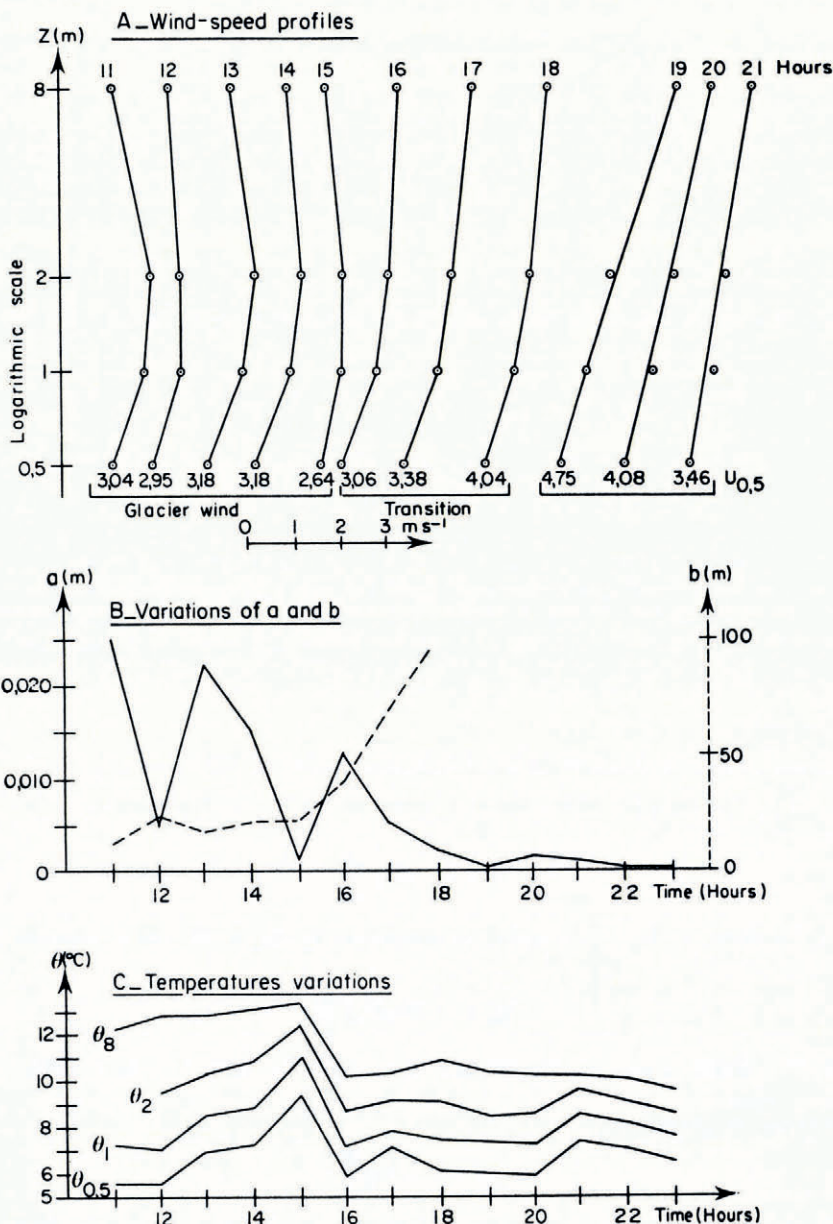 A_Wind-speed profiles
Z(m)
11 12 13 14 15 16 17 18 19 20 21 Hours
8
2
1
0,5
Logarithmic scale
3,04 2,95 3,18 3,18 2,64 3,06 3,38 4,04 4,75 4,08 3,46 U0,5
Glacier wind Transition
0 1 2 3 m s-1
a(m) b(m)
B_Variations of a and b
100
0,020
50
0,010
0 0
12 14 16 18 20 22 Time (Hours)
θ(°C)
C_Temperatures variations
12
θ8
10
θ2
8
θ1
6
θ0,5
5
12 14 16 18 20 22 Time(Hours)